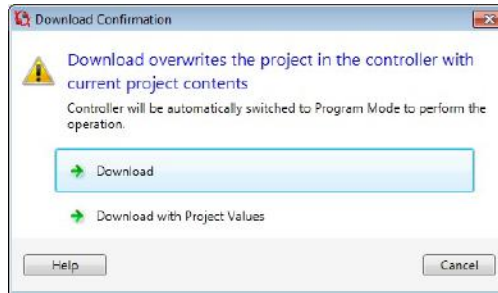 Download Confirmation
Download overwrites the project in the controller with
current project contents
Controller will be automatically switched to Program Mode to perform the
operation.
Download
Download with Project Values
Help
Cancel